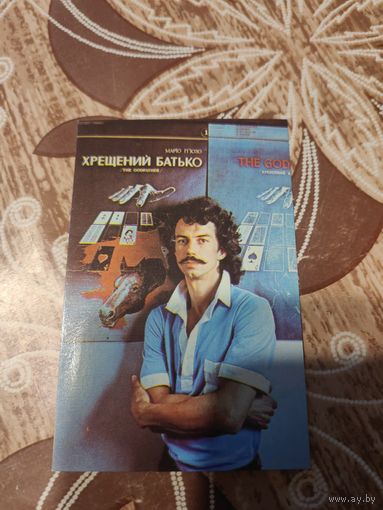 МАРІО П'ЮЗО
ХРЕЩЕНИЙ БАТЬКО
(THE GODFATHER)
THE GOD
www.ay.by